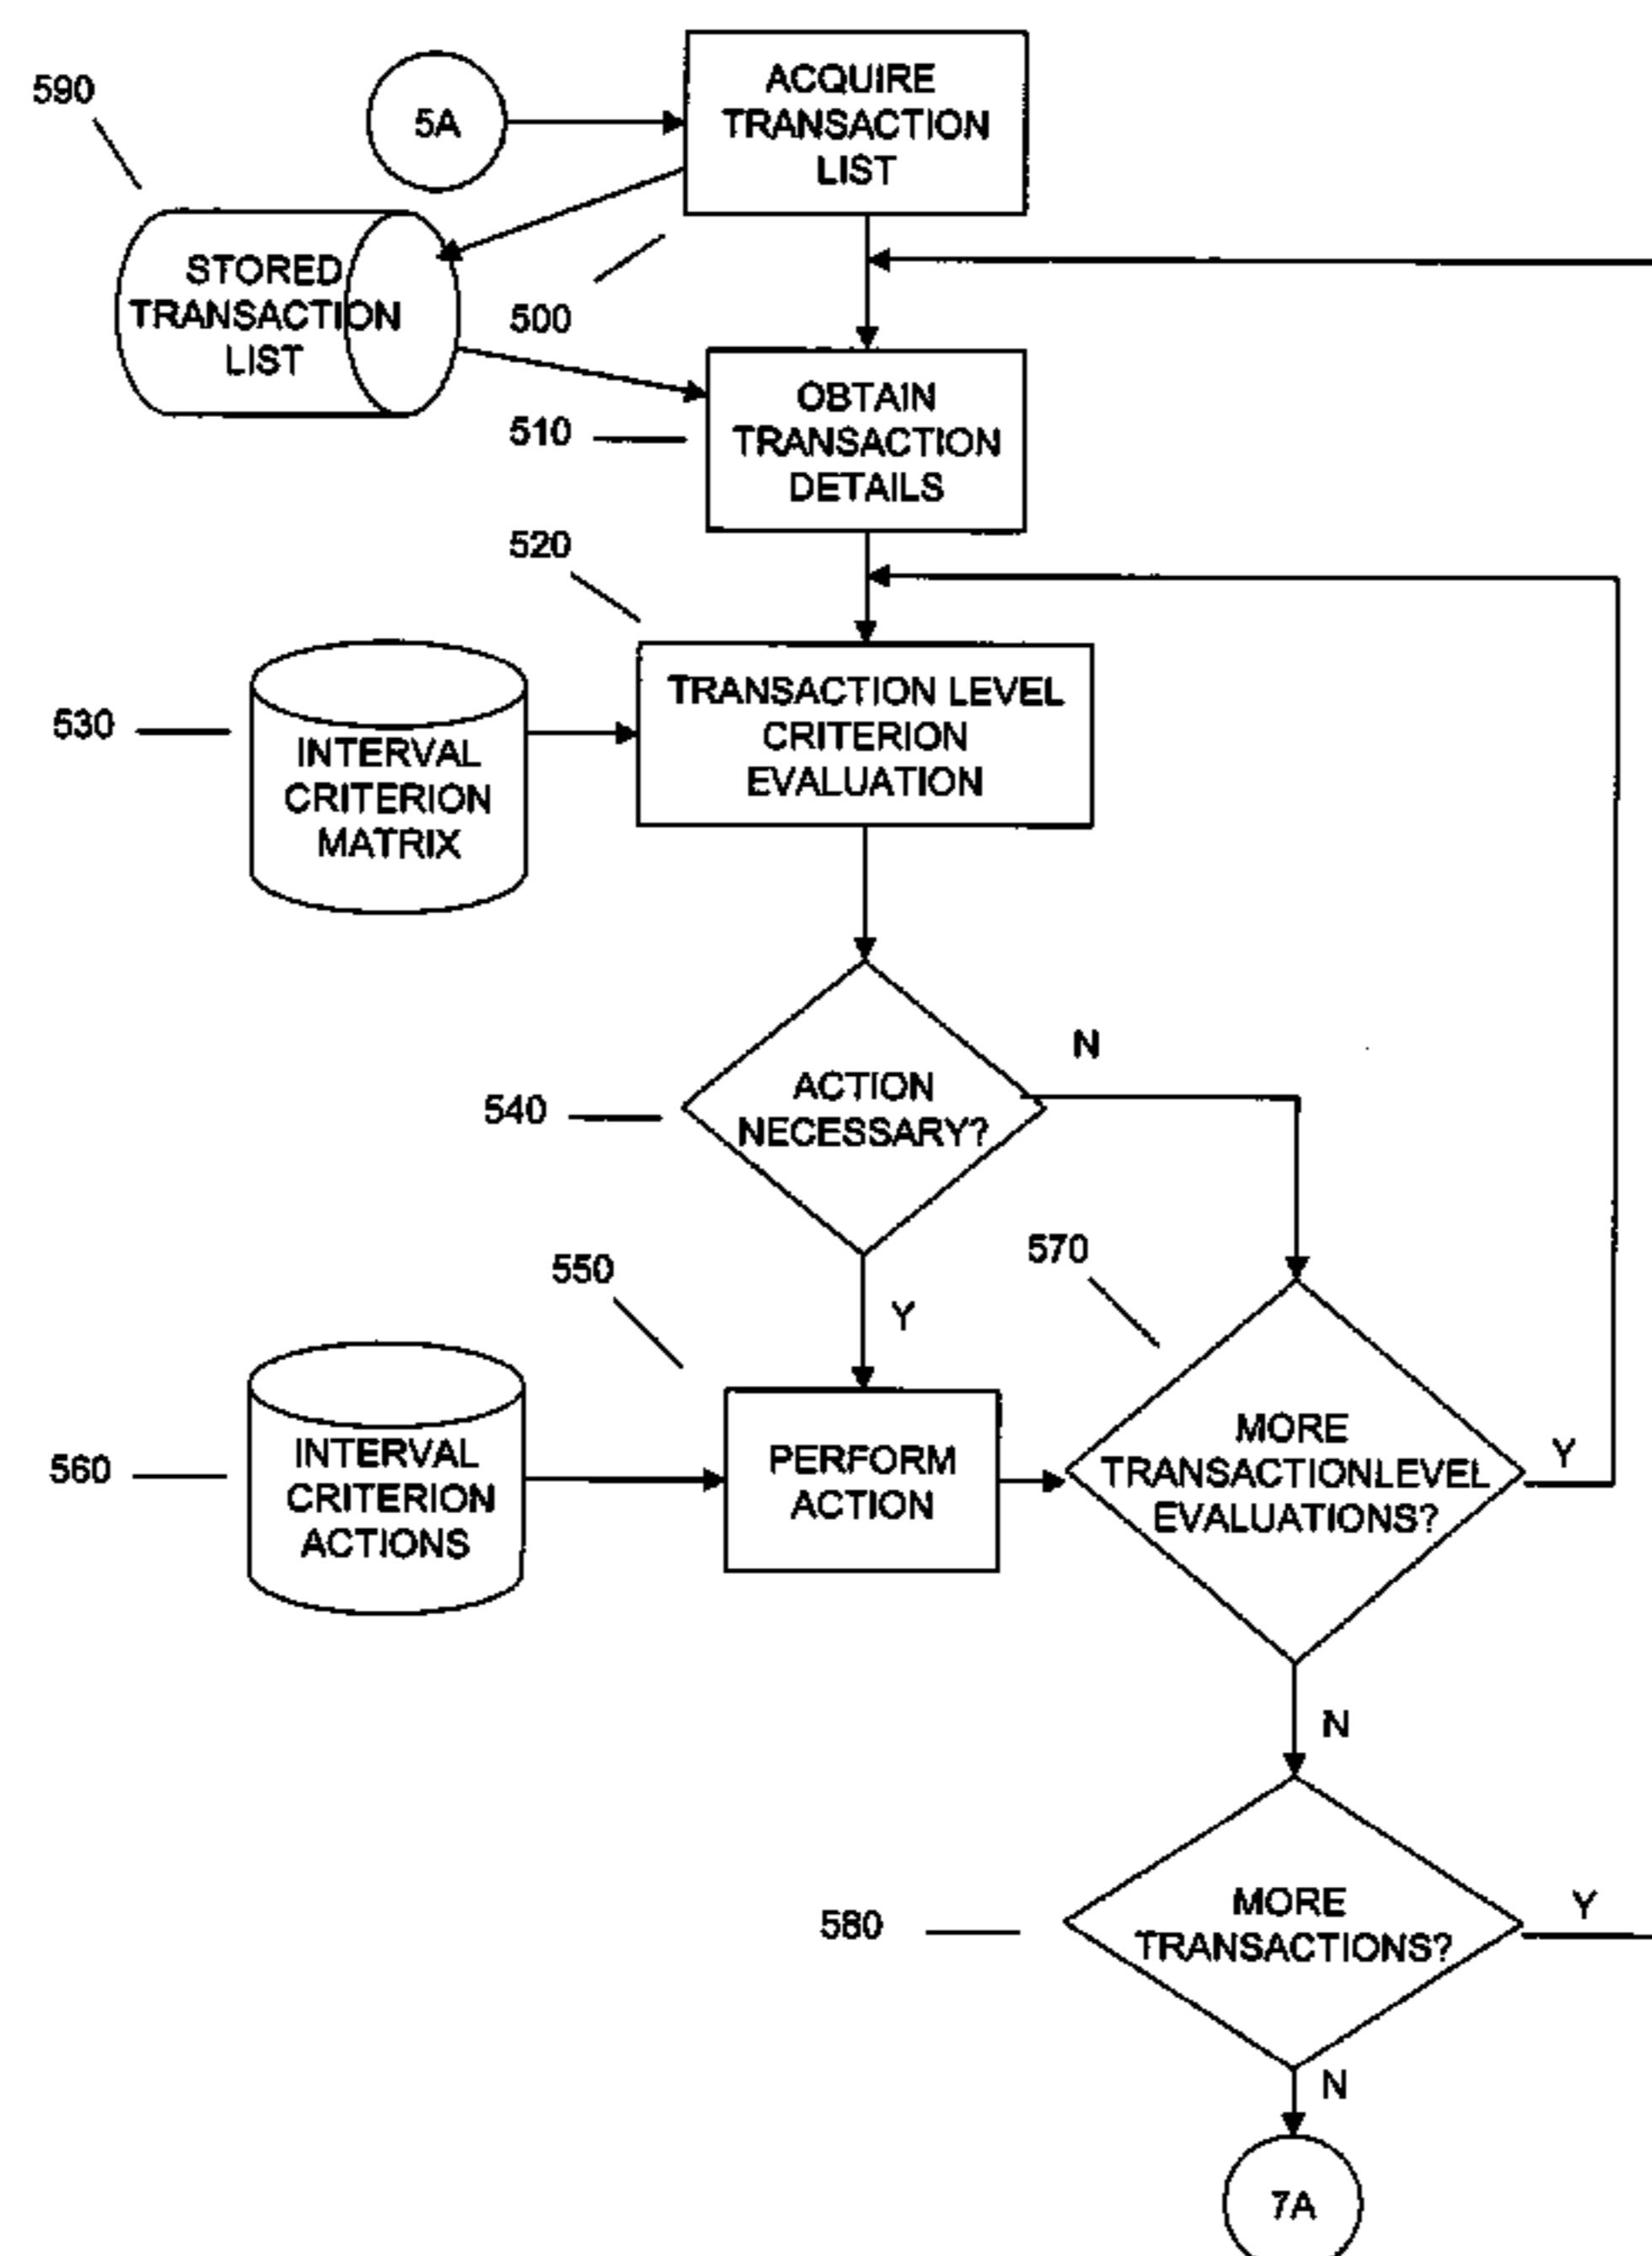 590
5A
ACQUIRE
TRANSACTION
LIST
STORED
TRANSACTION
LIST
500
510
OBTAIN
TRANSACTION
DETAILS
520
530
INTERVAL
CRITERION
MATRIX
TRANSACTION LEVEL
CRITERION
EVALUATION
540
ACTION
NECESSARY?
N
Y
550
570
560
INTERVAL
CRITERION
ACTIONS
PERFORM
ACTION
MORE
TRANSACTIONLEVEL
EVALUATIONS?
Y
N
580
MORE
TRANSACTIONS?
Y
N
7A